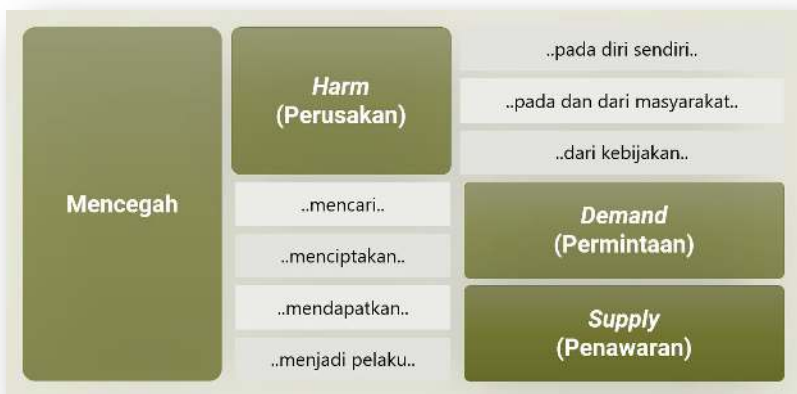 Mencegah
Harm
(Perusakan)
..pada diri sendiri..
..pada dan dari masyarakat..
..dari kebijakan..
..mencari..
..menciptakan..
..mendapatkan..
..menjadi pelaku..
Demand
(Permintaan)
Supply
(Penawaran)